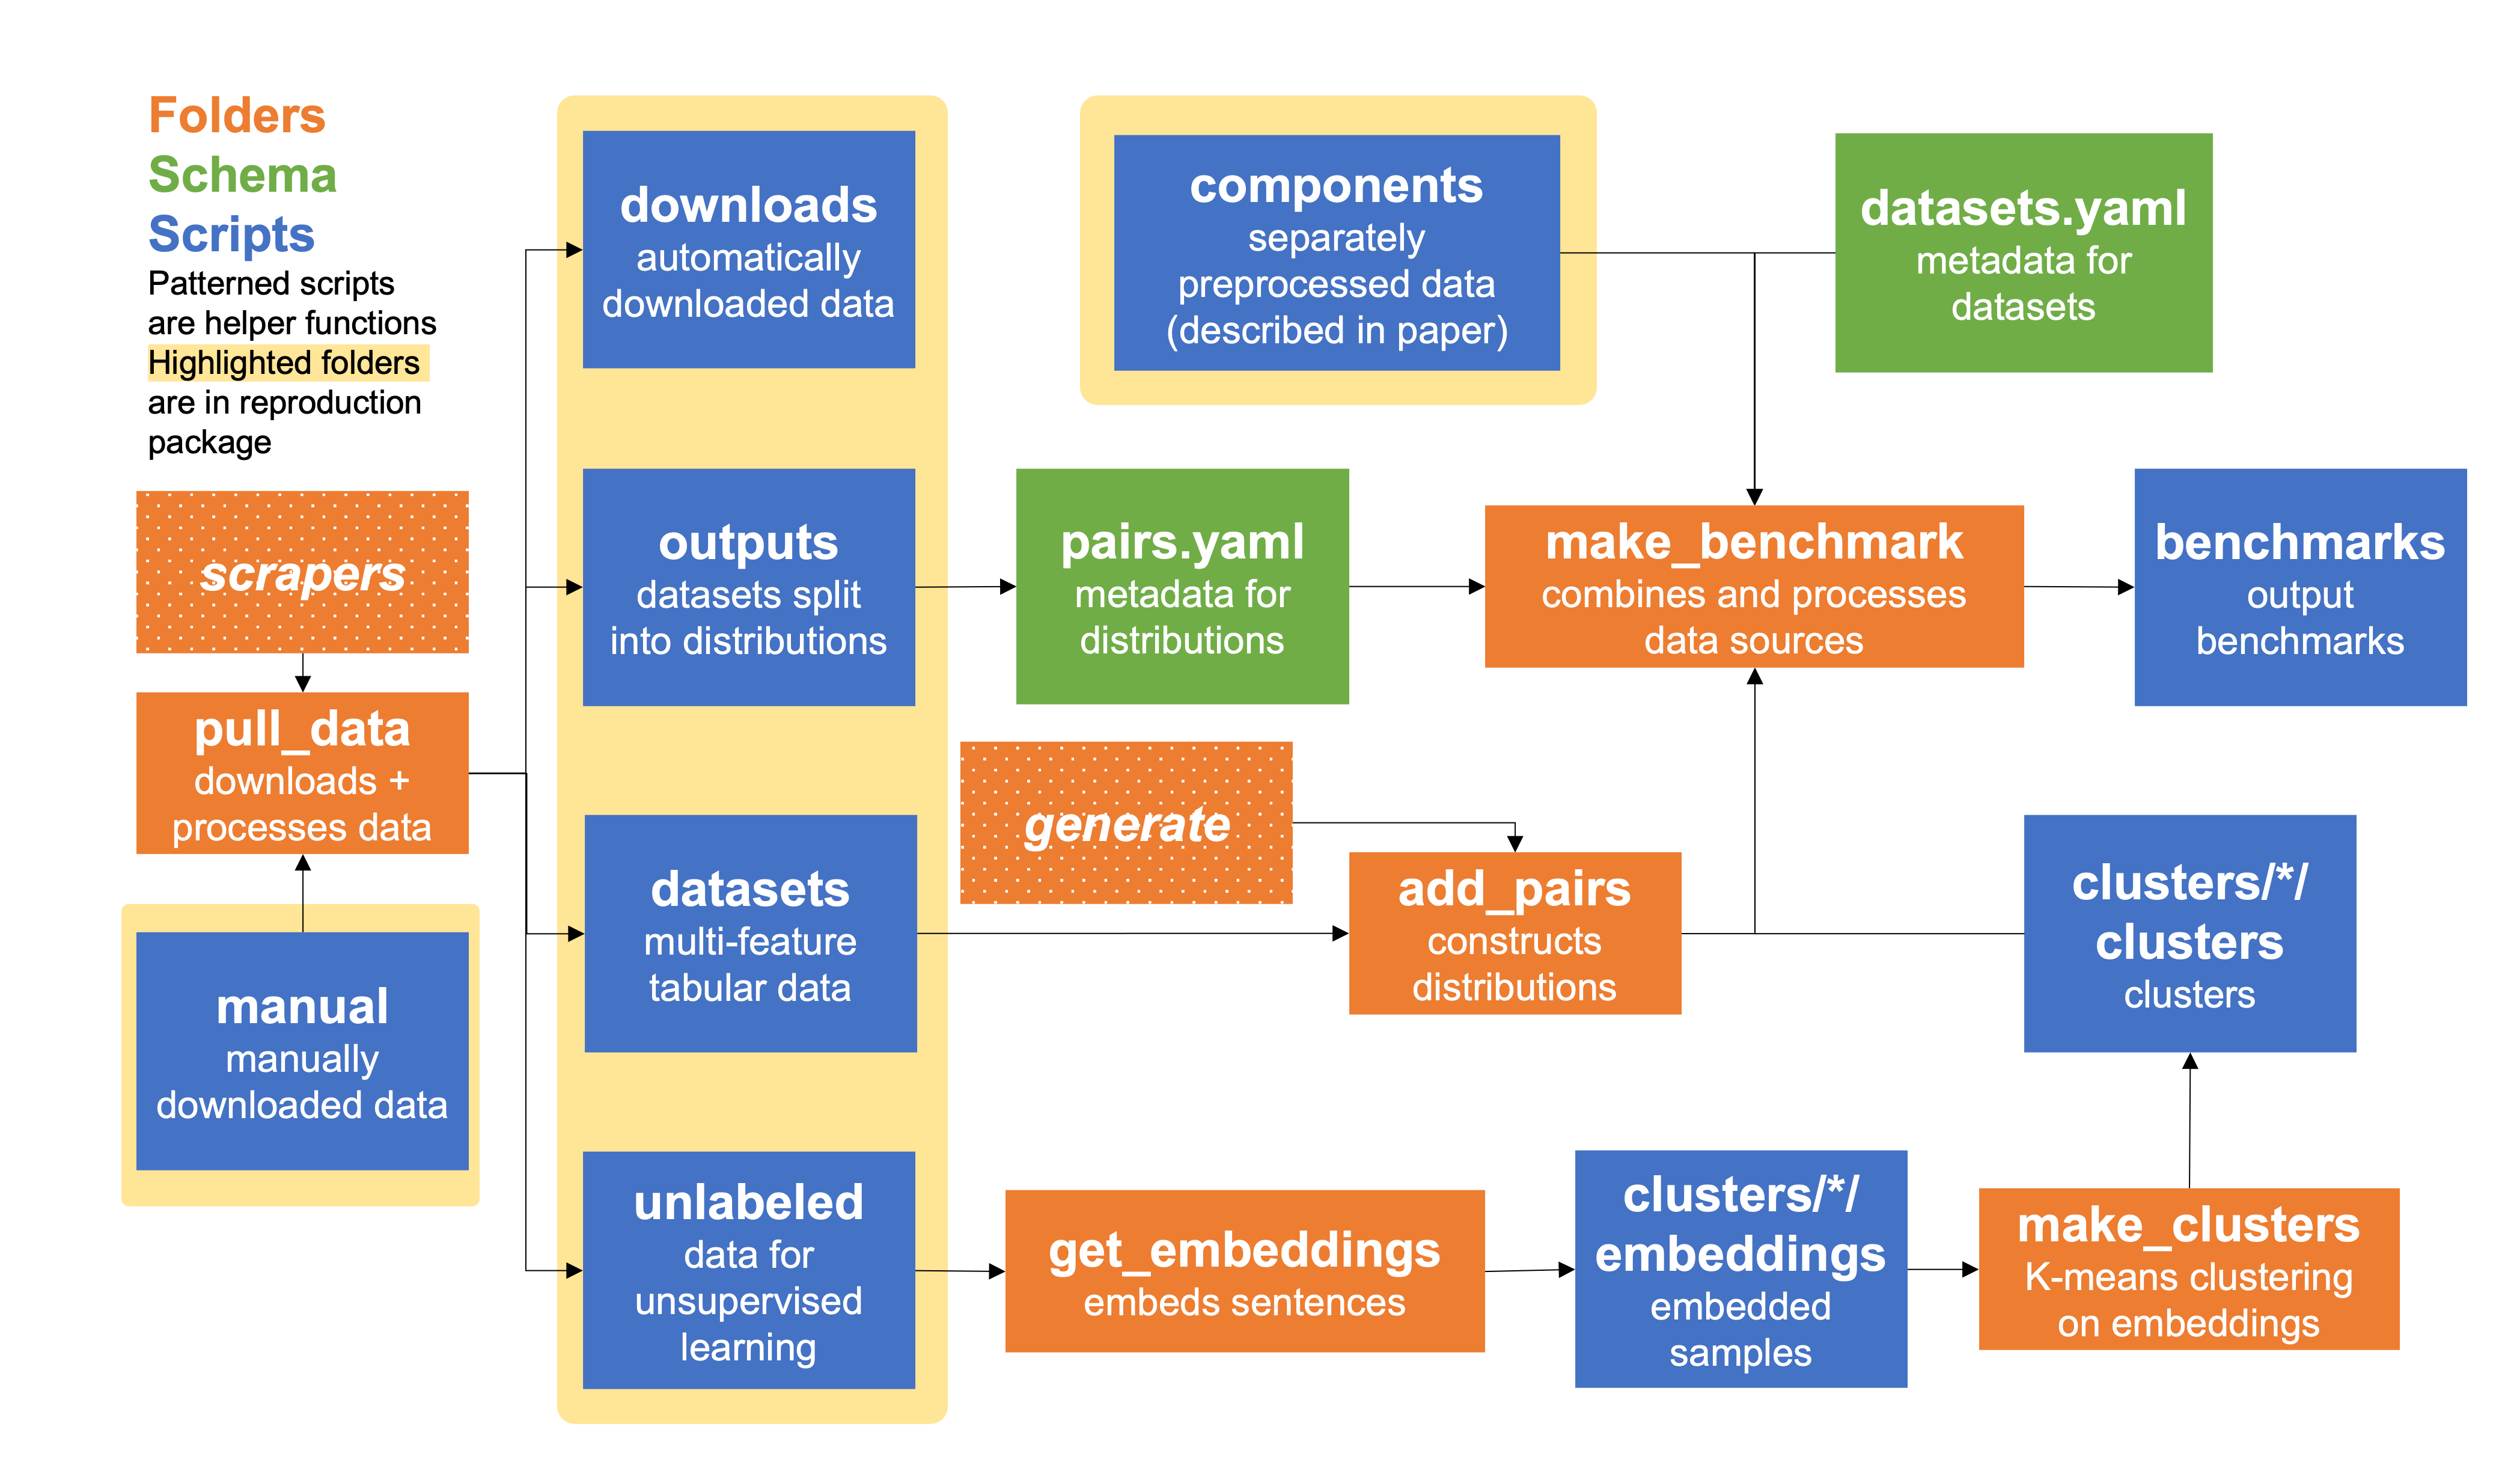 Folders
Schema
Scripts
Patterned scripts
are helper functions
Highlighted folders
are in reproduction
package
scrapers
pull_data
downloads +
processes data
manual
manually
downloaded data
downloads
automatically
downloaded data
outputs
datasets split
into distributions
datasets
multi-feature
tabular data
unlabeled
data for
unsupervised
learning
components
separately
preprocessed data
(described in paper)
datasets.yaml
metadata for
datasets
pairs.yaml
metadata for
distributions
make_benchmark
combines and processes
data sources
benchmarks
output
benchmarks
generate
add_pairs
constructs
distributions
clusters/*/
clusters
clusters
get_embeddings
embeds sentences
clusters/*/
embeddings
embedded
samples
make_clusters
K-means clustering
on embeddings